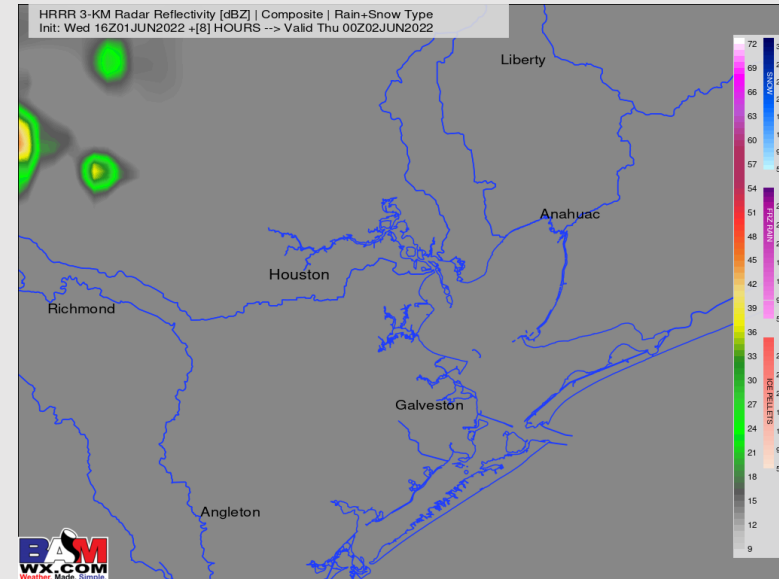 HRRR 3-KM Radar Reflectivity [dBZ] | Composite | Rain+Snow Type
Init: Wed 16Z01JUN2022 +[8] HOURS --> Valid Thu 00Z02JUN2022
Liberty
Anahuac
Houston
Richmond
Galveston
Angleton
BAM
WX.COM
Weather. Made. Simple.
72
69
66
63
60
57
54
51
48
45
42
39
36
33
30
27
24
21
18
15
12
9
SNOW
FRZ RAIN
ICE PELLETS